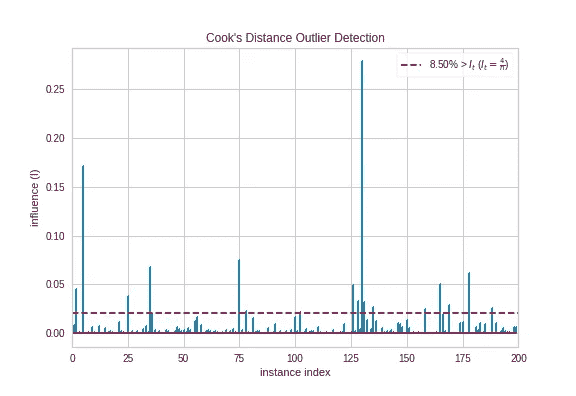 Cook's Distance Outlier Detection
8.50% > I_t (I_t = 4/n)
influence (I)
0.25
0.20
0.15
0.10
0.05
0.00
0 25 50 75 100 125 150 175 200
instance index